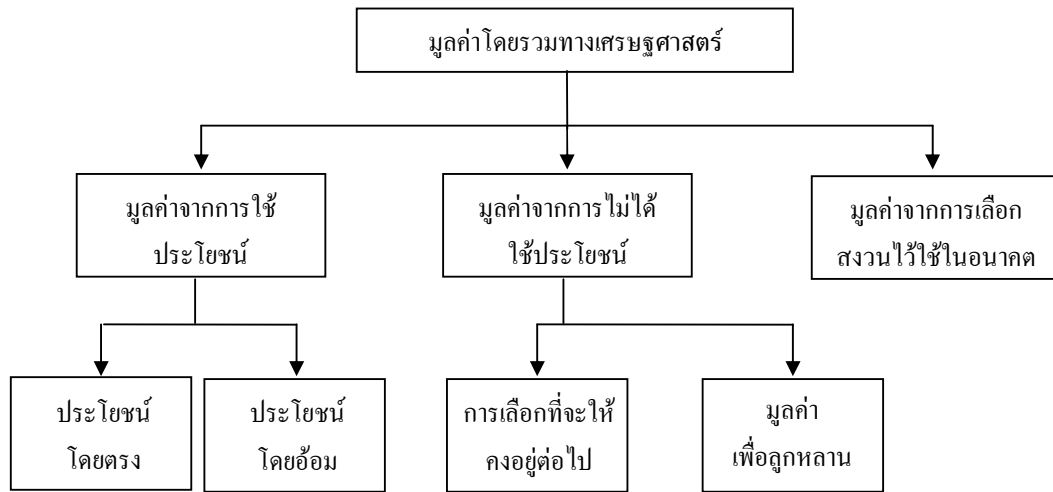 มูลค่าโดยรวมทางเศรษฐศาสตร์
มูลค่าจากการใช้
ประโยชน์
มูลค่าจากการไม่ได้
ใช้ประโยชน์
มูลค่าจากการเลือก
สงวนไว้ใช้ในอนาคต
ประโยชน์
โดยตรง
ประโยชน์
โดยอ้อม
การเลือกที่จะให้
คงอยู่ต่อไป
มูลค่า
เพื่อลูกหลาน